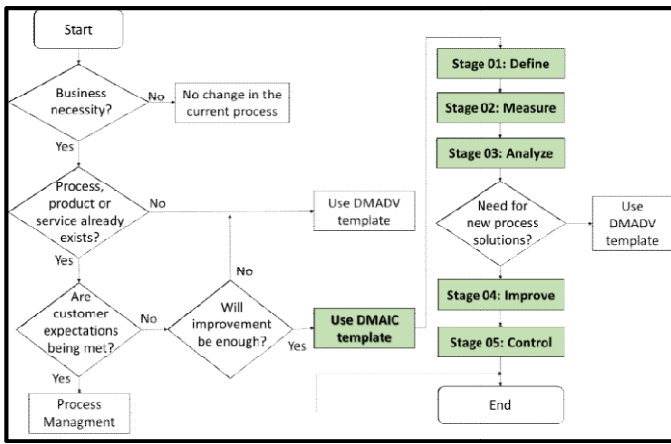 Start
Business
necessity?
No
No change in the
current process
Yes
Process,
product or
service already
exists?
No
Use DMADV
template
Yes
No
Are
customer
expectations
being met?
No
Will
improvement
be enough?
Yes
Use DMAIC
template
Yes
Process
Managment
Stage 01: Define
Stage 02: Measure
Stage 03: Analyze
Need for
new process
solutions?
Use
DMADV
template
Stage 04: Improve
Stage 05: Control
End